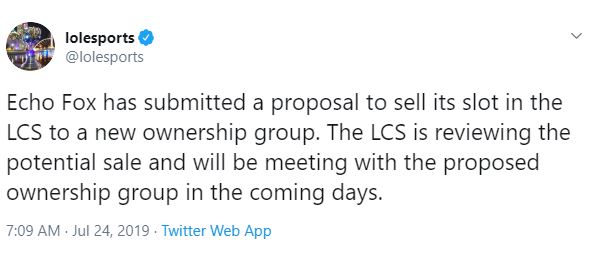 lolesports
@lolesports
Echo Fox has submitted a proposal to sell its slot in the
LCS to a new ownership group. The LCS is reviewing the
potential sale and will be meeting with the proposed
ownership group in the coming days.
7:09 AM · Jul 24, 2019 · Twitter Web App